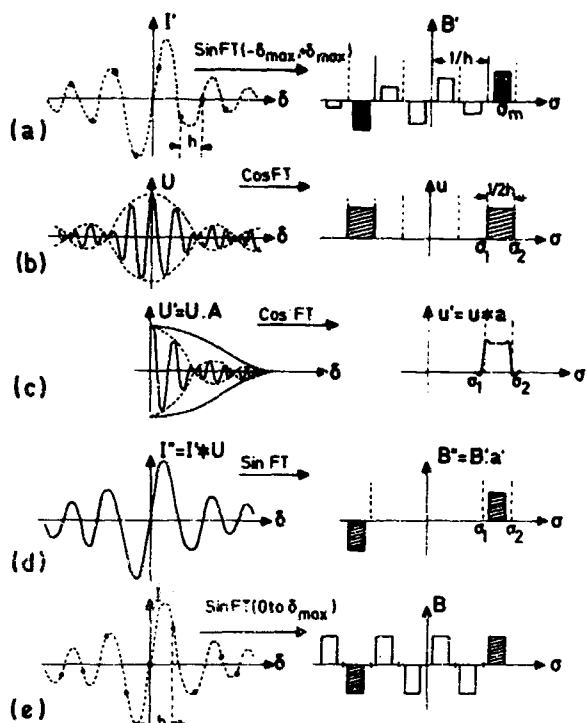 I' SinFT(-δmax,+δmax) B' 1/h
δ σm σ
(a) h
U CosFT u 1/2h
δ σ1 σ2 σ
(b)
U'=U.A Cos FT u'=u*a
δ σ1 σ2 σ
(c)
I"=I'*U Sin FT B"=B'.a'
δ σ1 σ2 σ
(d)
I SinFT(0 to δmax) B
δ σ
(e) h